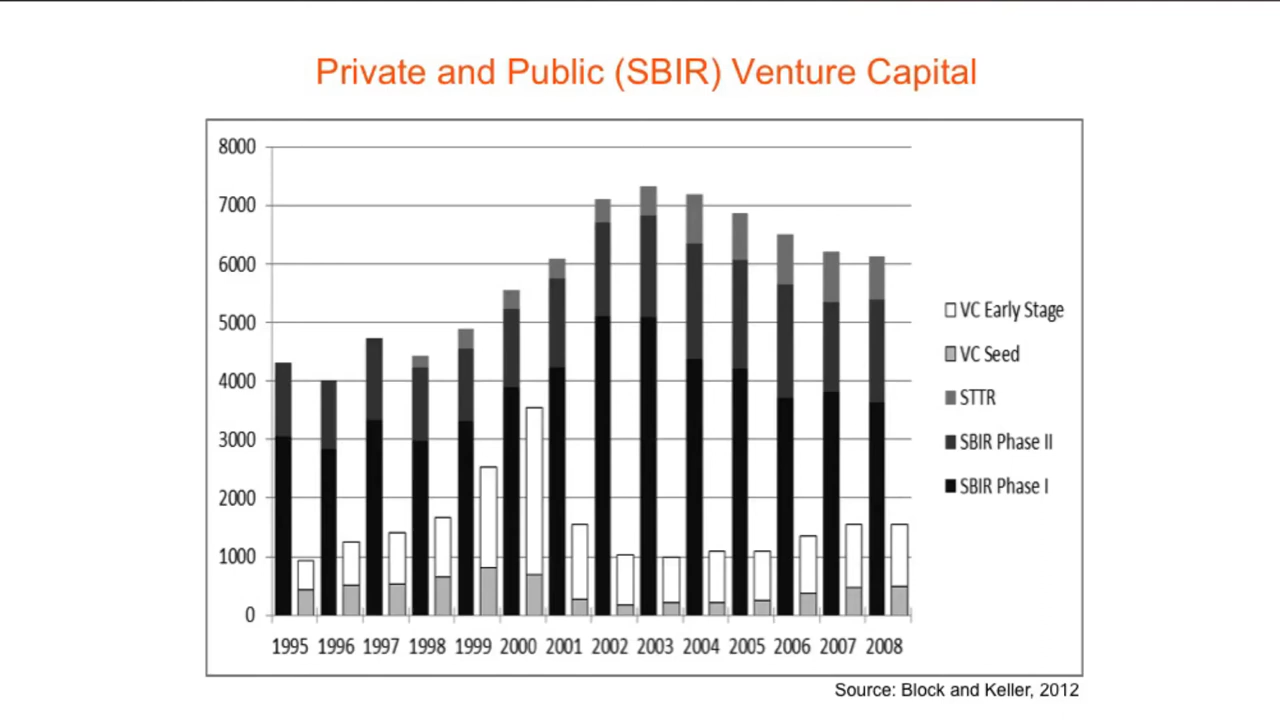 Private and Public (SBIR) Venture Capital
8000
7000
6000
5000
4000
3000
2000
1000
0
1995 1996 1997 1998 1999 2000 2001 2002 2003 2004 2005 2006 2007 2008
VC Early Stage
VC Seed
STTR
SBIR Phase II
SBIR Phase I
Source: Block and Keller, 2012